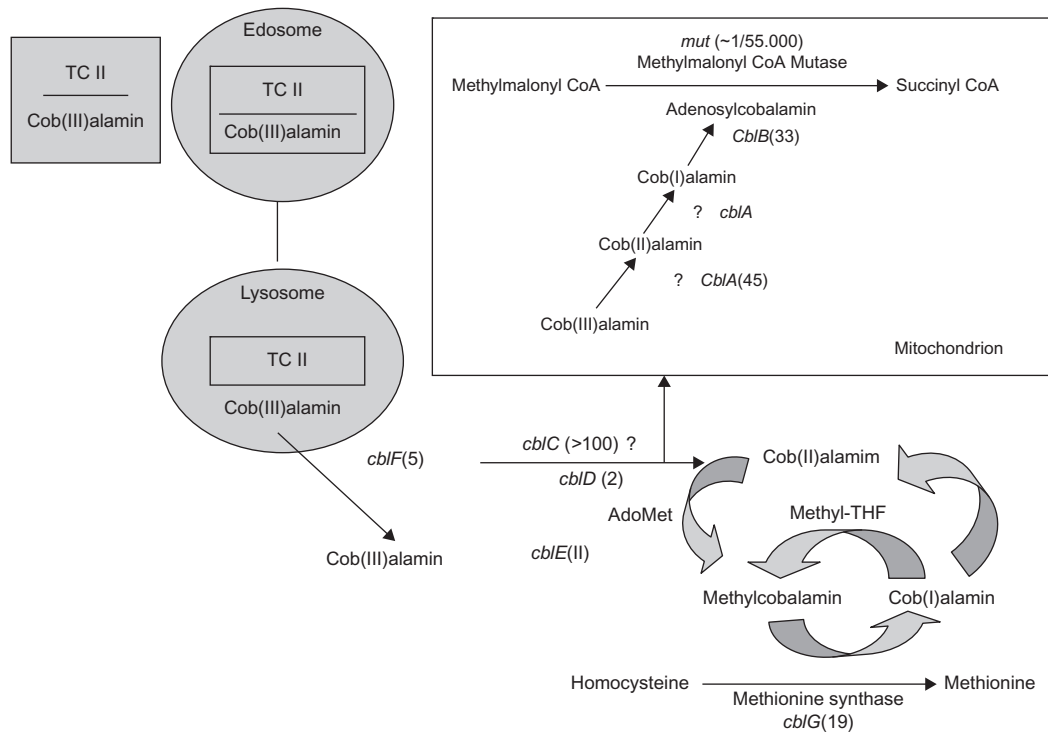 Edosome
TC II
Cob(III)alamin
TC II
Cob(III)alamin
Lysosome
TC II
Cob(III)alamin
cblF(5)
Cob(III)alamin
mut (~1/55.000)
Methylmalonyl CoA Mutase
Methylmalonyl CoA
Succinyl CoA
Adenosylcobalamin
CblB(33)
Cob(I)alamin
? cblA
Cob(II)alamin
? CblA(45)
Cob(III)alamin
Mitochondrion
cblC (>100) ?
cblD (2)
Cob(II)alamim
AdoMet
Methyl-THF
cblE(II)
Methylcobalamin
Cob(I)alamin
Homocysteine
Methionine
Methionine synthase
cblG(19)